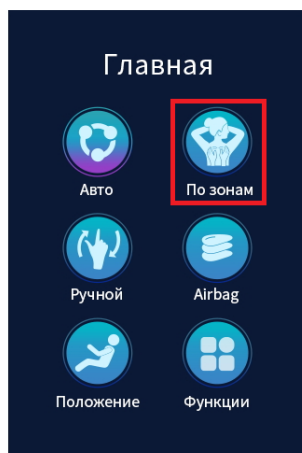 Главная
Авто
По зонам
Ручной
Airbag
Положение
Функции